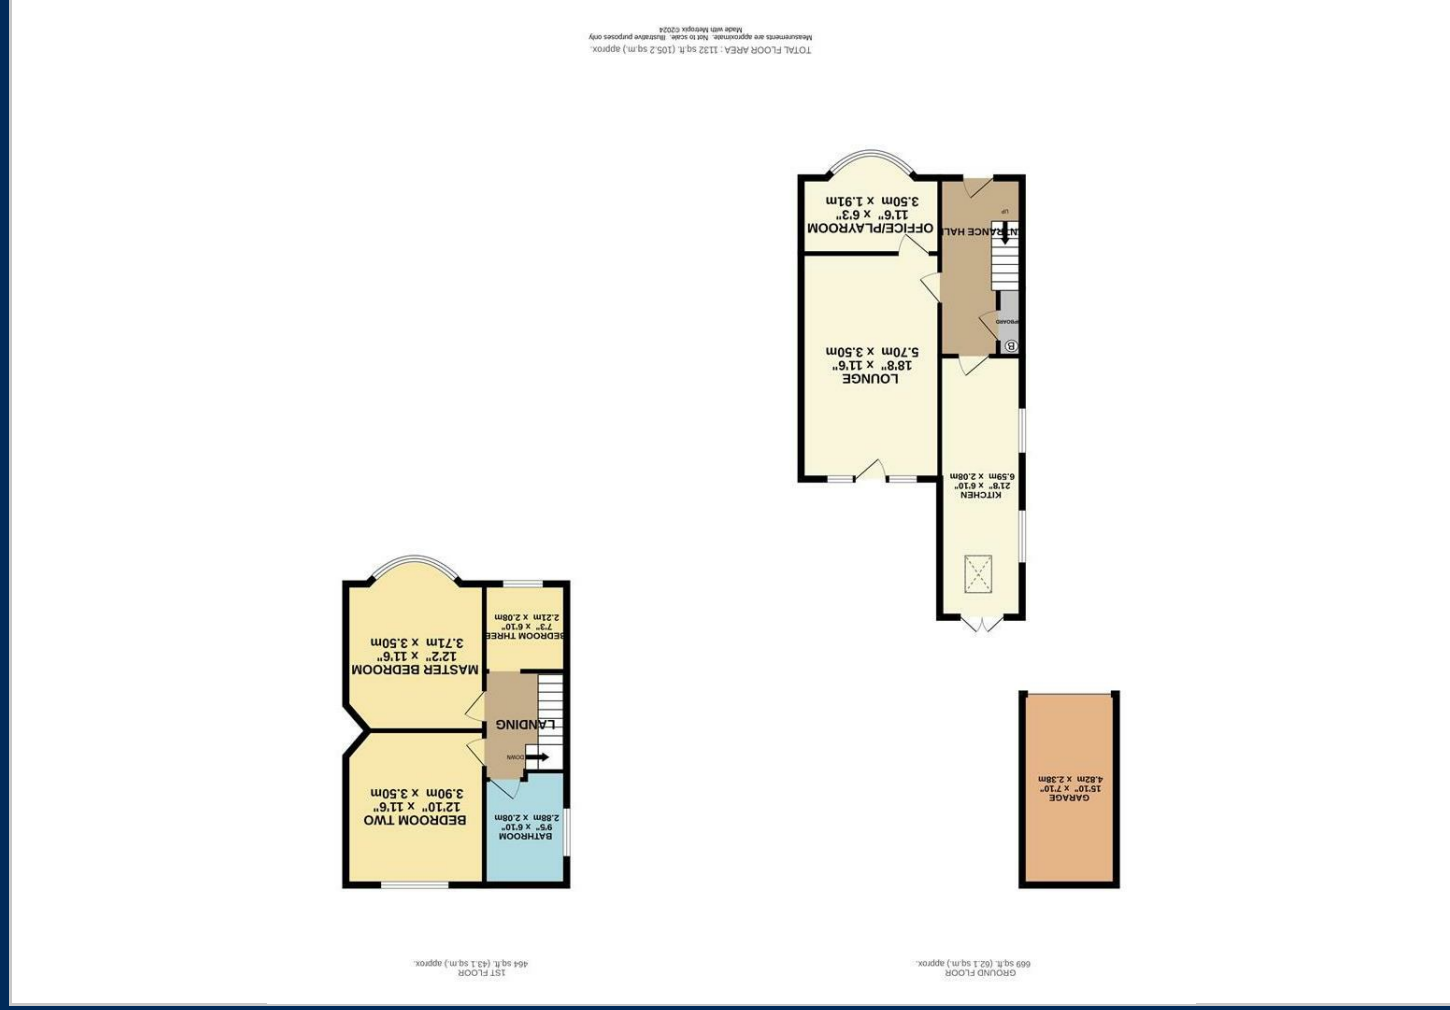 GROUND FLOOR
669 sq.ft. (62.1 sq.m.) approx.
1ST FLOOR
464 sq.ft. (43.1 sq.m.) approx.
GARAGE
15'10" x 7'10"
4.82m x 2.38m
KITCHEN
21'8" x 6'10"
6.59m x 2.08m
LOUNGE
18'8" x 11'6"
5.70m x 3.50m
B
PBOARD
ENTRANCE HALL
UP
OFFICE/PLAYROOM
11'6" x 6'3"
3.50m x 1.91m
BATHROOM
9'5" x 6'10"
2.88m x 2.08m
BEDROOM TWO
12'10" x 11'6"
3.90m x 3.50m
DOWN
LANDING
MASTER BEDROOM
12'2" x 11'6"
3.71m x 3.50m
BEDROOM THREE
7'3" x 6'10"
2.21m x 2.08m
TOTAL FLOOR AREA : 1132 sq.ft. (105.2 sq.m.) approx.
Measurements are approximate. Not to scale. Illustrative purposes only
Made with Metropix ©2024